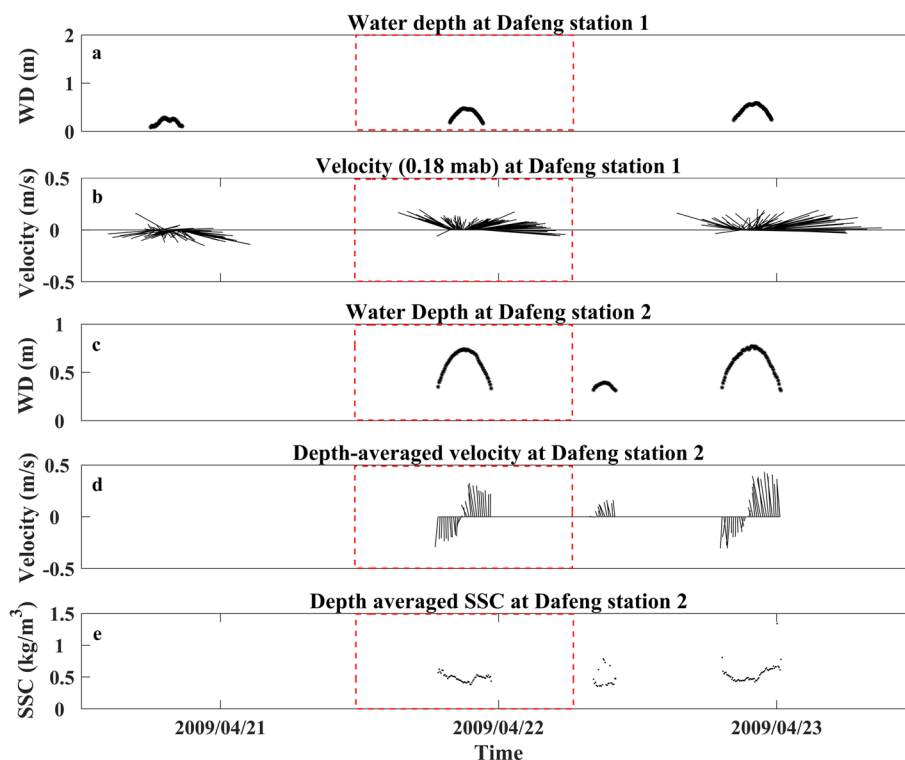 Water depth at Dafeng station 1
a
WD (m)
2
1
0
Velocity (0.18 mab) at Dafeng station 1
b
Velocity (m/s)
0.5
0
-0.5
Water Depth at Dafeng station 2
c
WD (m)
1
0.5
0
Depth-averaged velocity at Dafeng station 2
d
Velocity (m/s)
0.5
0
-0.5
Depth averaged SSC at Dafeng station 2
e
SSC (kg/m³)
1.5
1
0.5
0
2009/04/21 2009/04/22 2009/04/23
Time